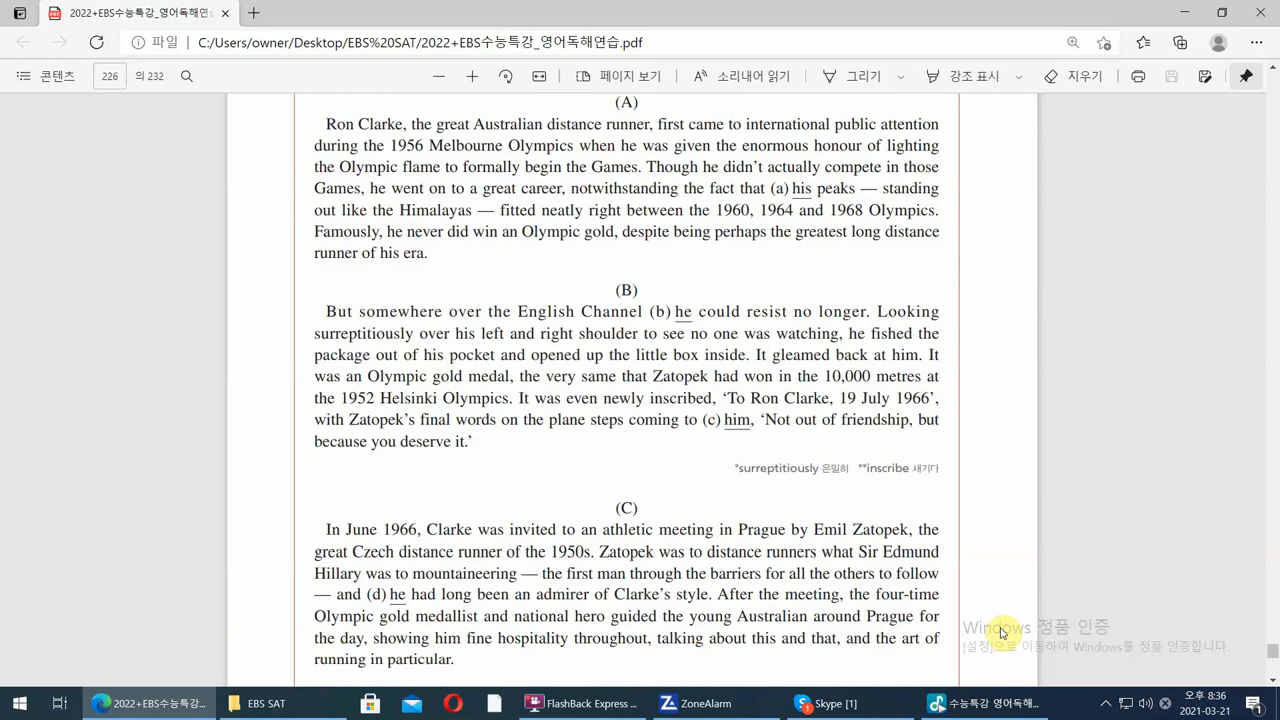 2022+EBS수능특강_영어독해연습
파일 C:/Users/owner/Desktop/EBS%20SAT/2022+EBS수능특강_영어독해연습.pdf
콘텐츠 226 의 232 페이지 보기 소리내어 읽기 그리기 강조 표시 지우기
(A)
Ron Clarke, the great Australian distance runner, first came to international public attention
during the 1956 Melbourne Olympics when he was given the enormous honour of lighting
the Olympic flame to formally begin the Games. Though he didn't actually compete in those
Games, he went on to a great career, notwithstanding the fact that (a) his peaks — standing
out like the Himalayas — fitted neatly right between the 1960, 1964 and 1968 Olympics.
Famously, he never did win an Olympic gold, despite being perhaps the greatest long distance
runner of his era.
(B)
But somewhere over the English Channel (b) he could resist no longer. Looking
surreptitiously over his left and right shoulder to see no one was watching, he fished the
package out of his pocket and opened up the little box inside. It gleamed back at him. It
was an Olympic gold medal, the very same that Zatopek had won in the 10,000 metres at
the 1952 Helsinki Olympics. It was even newly inscribed, 'To Ron Clarke, 19 July 1966',
with Zatopek's final words on the plane steps coming to (c) him, 'Not out of friendship, but
because you deserve it.'
*surreptitiously 은밀히 **inscribe 새기다
(C)
In June 1966, Clarke was invited to an athletic meeting in Prague by Emil Zatopek, the
great Czech distance runner of the 1950s. Zatopek was to distance runners what Sir Edmund
Hillary was to mountaineering — the first man through the barriers for all the others to follow
— and (d) he had long been an admirer of Clarke's style. After the meeting, the four-time
Olympic gold medallist and national hero guided the young Australian around Prague for
the day, showing him fine hospitality throughout, talking about this and that, and the art of
running in particular.
Windows 정품 인증
[설정]으로 이동하여 Windows를 정품 인증합니다.
2022+EBS수능특강_... EBS SAT FlashBack Express ... ZoneAlarm Skype [1] 수능특강 영어독해... 오후 8:36
2021-03-21